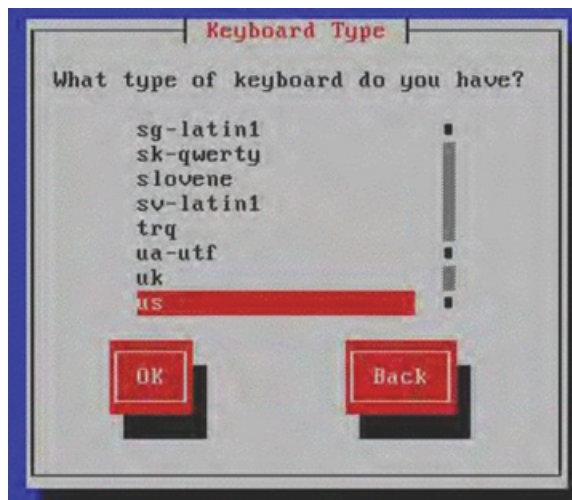 Keyboard Type
What type of keyboard do you have?
sg-latin1
sk-qwerty
slovene
sv-latin1
trq
ua-utf
uk
us
OK Back